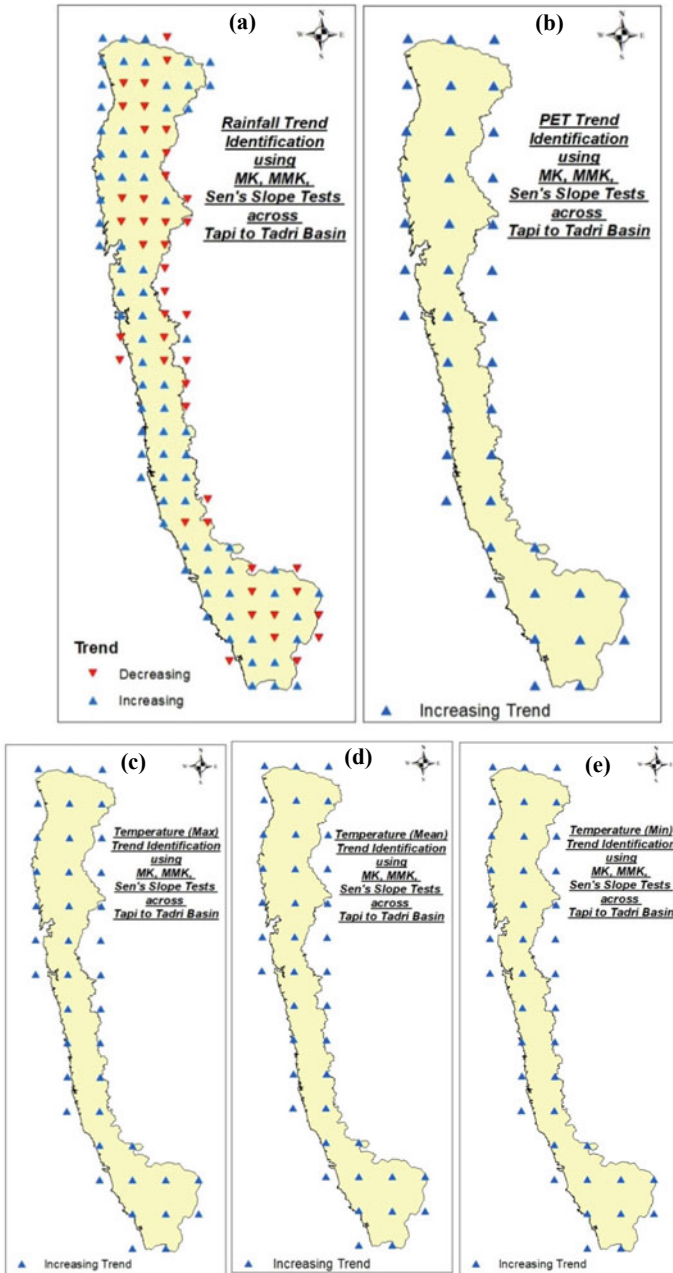 (a)
N
W E
S
Rainfall Trend
Identification
using
MK, MMK,
Sen's Slope Tests
across
Tapi to Tadri Basin
Trend
Decreasing
Increasing
(b)
N
W E
S
PET Trend
Identification
using
MK, MMK,
Sen's Slope Tests
across
Tapi to Tadri Basin
Increasing Trend
(c)
N
W E
S
Temperature (Max)
Trend Identification
using
MK, MMK,
Sen's Slope Tests
across
Tapi to Tadri Basin
Increasing Trend
(d)
N
W E
S
Temperature (Mean)
Trend Identification
using
MK, MMK,
Sen's Slope Tests
across
Tapi to Tadri Basin
Increasing Trend
(e)
N
W E
S
Temperature (Min)
Trend Identification
using
MK, MMK,
Sen's Slope Tests
across
Tapi to Tadri Basin
Increasing Trend